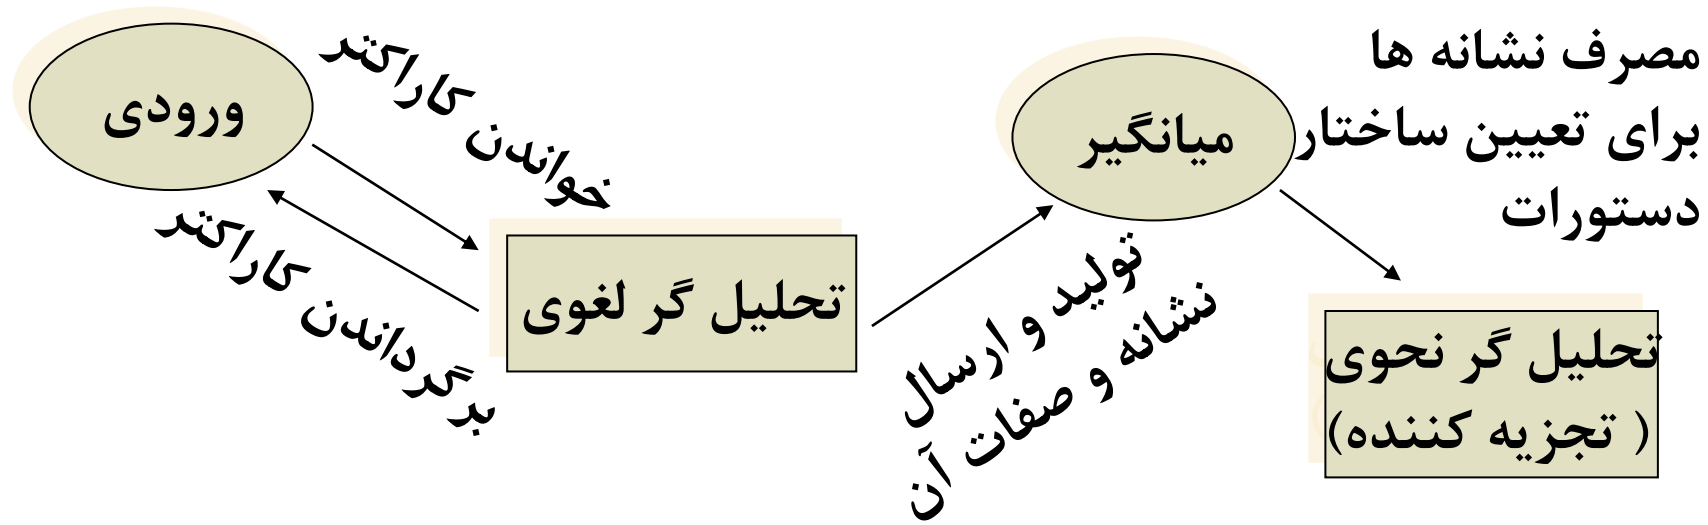 ورودی
خواندن کاراکتر
برگرداندن کاراکتر
تحلیل گر لغوی
تولید و ارسال
نشانه و صفات آن
میانگیر
مصرف نشانه ها
برای تعیین ساختار
دستورات
تحلیل گر نحوی
( تجزیه کننده)